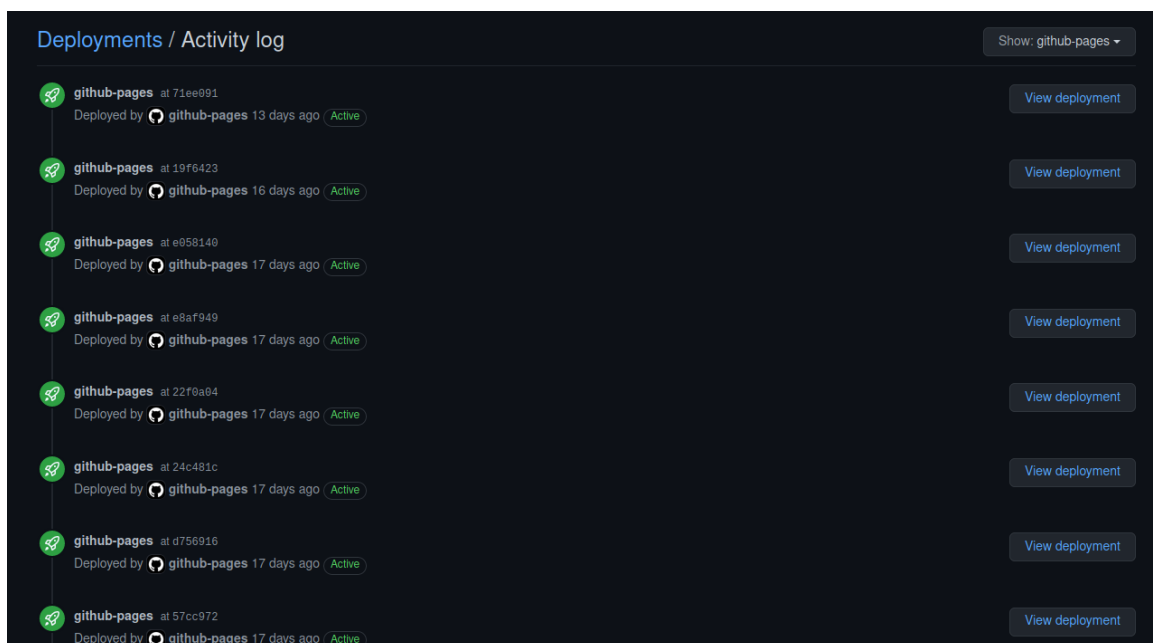 Deployments / Activity log
Show: github-pages
github-pages at 71ee091
View deployment
Deployed by github-pages 13 days ago Active
github-pages at 19f6423
View deployment
Deployed by github-pages 16 days ago Active
github-pages at e058140
View deployment
Deployed by github-pages 17 days ago Active
github-pages at e8af949
View deployment
Deployed by github-pages 17 days ago Active
github-pages at 22f0a04
View deployment
Deployed by github-pages 17 days ago Active
github-pages at 24c481c
View deployment
Deployed by github-pages 17 days ago Active
github-pages at d756916
View deployment
Deployed by github-pages 17 days ago Active
github-pages at 57cc972
View deployment
Deployed by github-pages 17 days ago Active